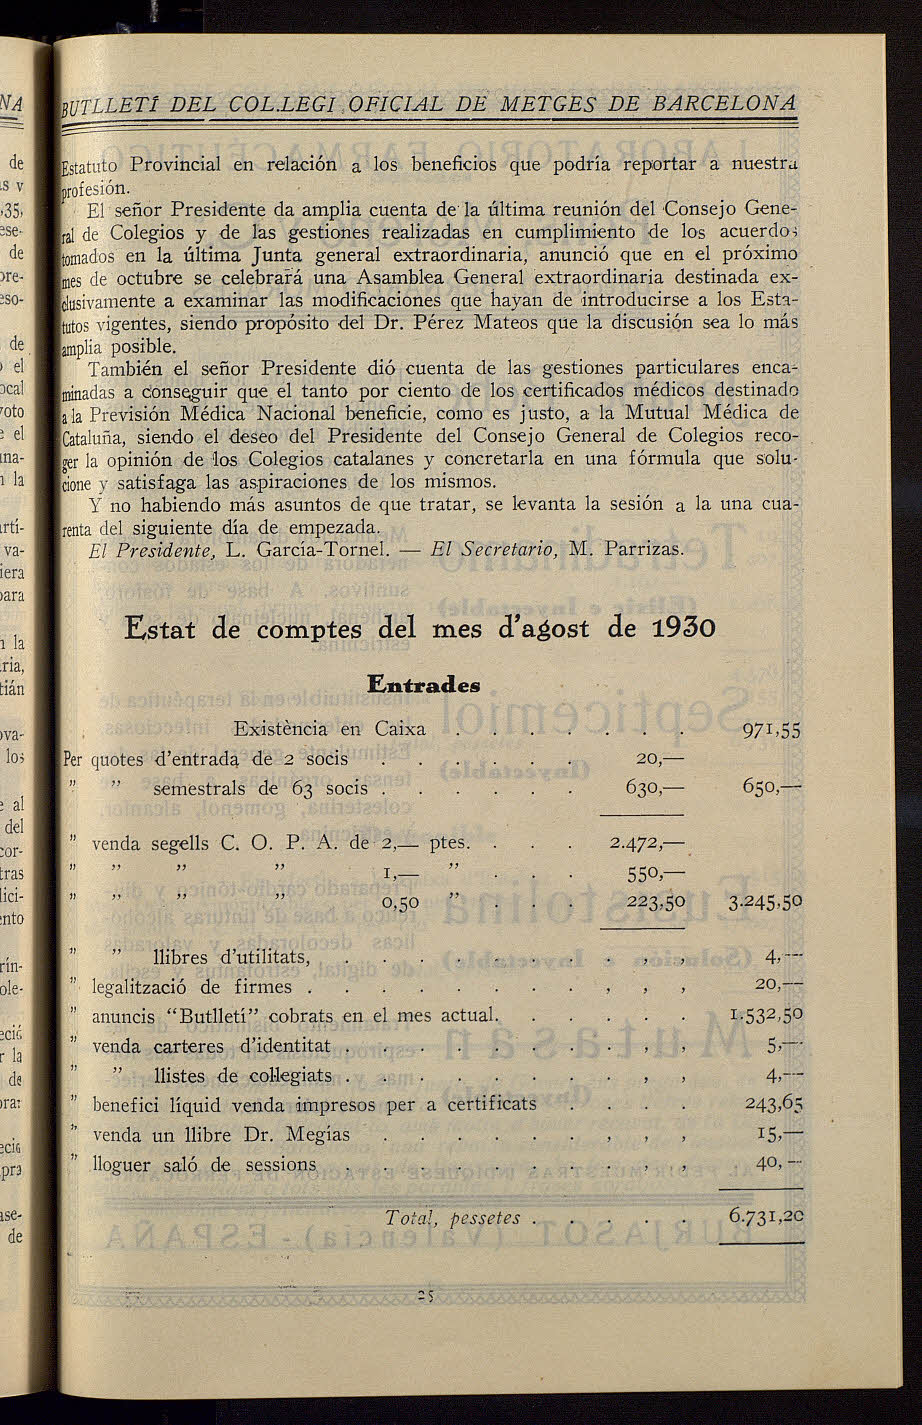 BUTLLETÍ DEL COL.LEGI OFICIAL DE METGES DE BARCELONA
Estatuto Provincial en relación a los beneficios que podría reportar a nuestra
profesión.
El señor Presidente da amplia cuenta de la última reunión del Consejo Gene-
ral de Colegios y de las gestiones realizadas en cumplimiento de los acuerdos
tomados en la última Junta general extraordinaria, anunció que en el próximo
mes de octubre se celebrará una Asamblea General extraordinaria destinada ex-
clusivamente a examinar las modificaciones que hayan de introducirse a los Esta-
tutos vigentes, siendo propósito del Dr. Pérez Mateos que la discusión sea lo más
amplia posible.
También el señor Presidente dió cuenta de las gestiones particulares enca-
minadas a conseguir que el tanto por ciento de los certificados médicos destinado
a la Previsión Médica Nacional beneficie, como es justo, a la Mutual Médica de
Cataluña, siendo el deseo del Presidente del Consejo General de Colegios reco-
ger la opinión de los Colegios catalanes y concretarla en una fórmula que solu-
cione y satisfaga las aspiraciones de los mismos.
Y no habiendo más asuntos de que tratar, se levanta la sesión a la una cua-
renta del siguiente día de empezada.
El Presidente, L. García-Tornel. — El Secretario, M. Parrizas.
Estat de comptes del mes d'agost de 1930
Entrades
Existència en Caixa . . . . . . . 971,55
Per quotes d'entrada de 2 socis . . . . . . 20,—
" " semestrals de 63 socis . . . . . . 630,— 650,—
" venda segells C. O. P. A. de 2,— ptes. . . . 2.472,—
" " " " 1,— " . . . 550,—
" " " " 0,50 " . . . 223,50 3.245,50
" " llibres d'utilitats, . . . . . . . . , , 4,—
" legalització de firmes . . . . . . . . , , , 20,—
" anuncis "Butlletí" cobrats en el mes actual. . . . . . 1.532,50
" venda carteres d'identitat . . . . . . . . , , 5,—
" " llistes de collegiats . . . . . . . . , , 4,—
" benefici líquid venda impresos per a certificats . . . . 243,65
" venda un llibre Dr. Megías . . . . . . , , , 15,—
" lloguer saló de sessions . . . . . . . . , , 40,—
Total, pessetes . . . . . 6.731,20
25